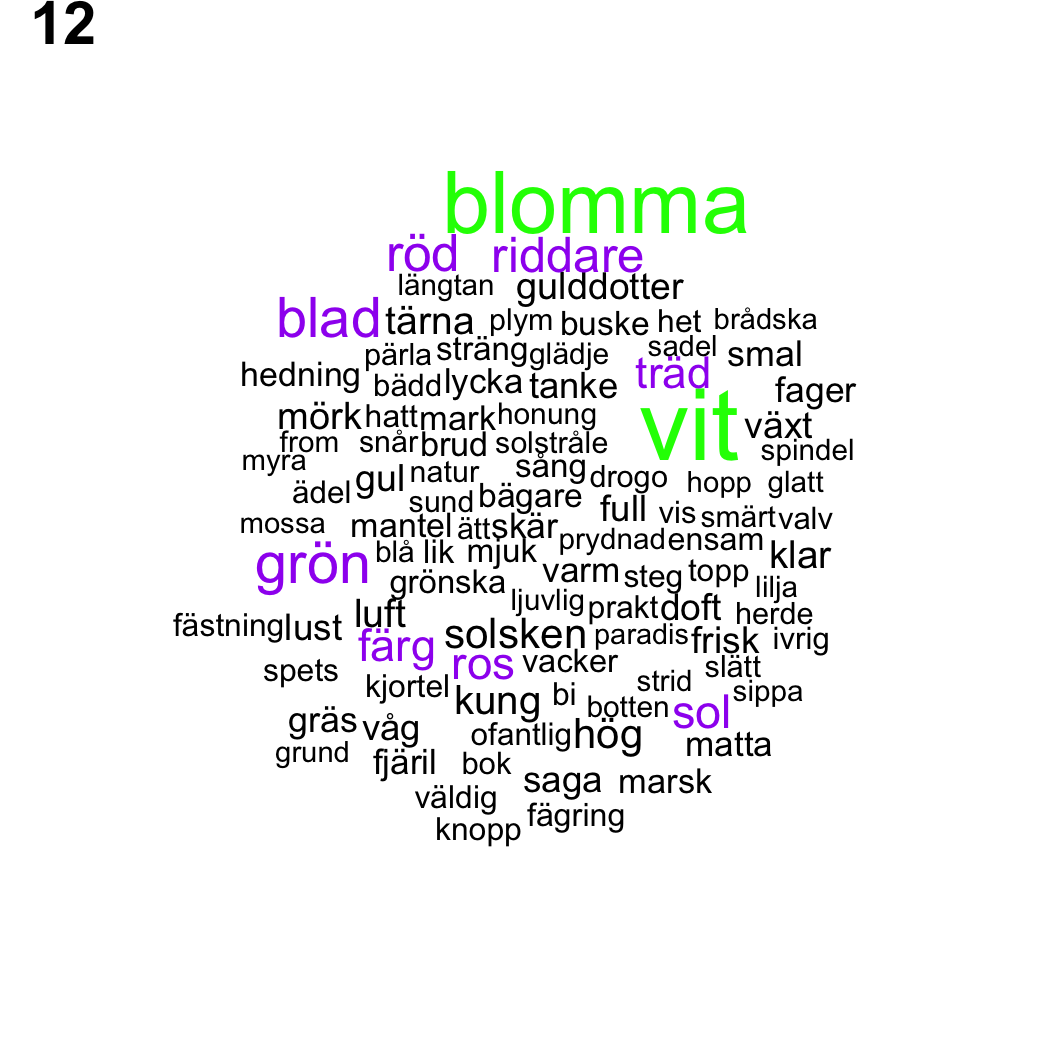 12
blomma
röd riddare
längtan gulddotter
blad tärna plym buske het brådska
pärla sträng glädje sadel smal
hedning bädd lycka tanke träd fager
mörk hatt mark honung vit växt
from snår brud solstråle spindel
myra gul natur sång drogo hopp glatt
ädel sund bägare full vis smärt valv
mossa mantel ätt skär prydnad ensam
grön blå lik mjuk varm steg topp klar
grönska ljuvlig prakt doft lilja herde
fästning lust luft solsken paradis frisk ivrig
färg ros vacker slätt
spets kjortel kung bi botten strid sol sippa
gräs våg ofantlig hög matta
grund fjäril bok saga marsk
väldig fägring
knopp